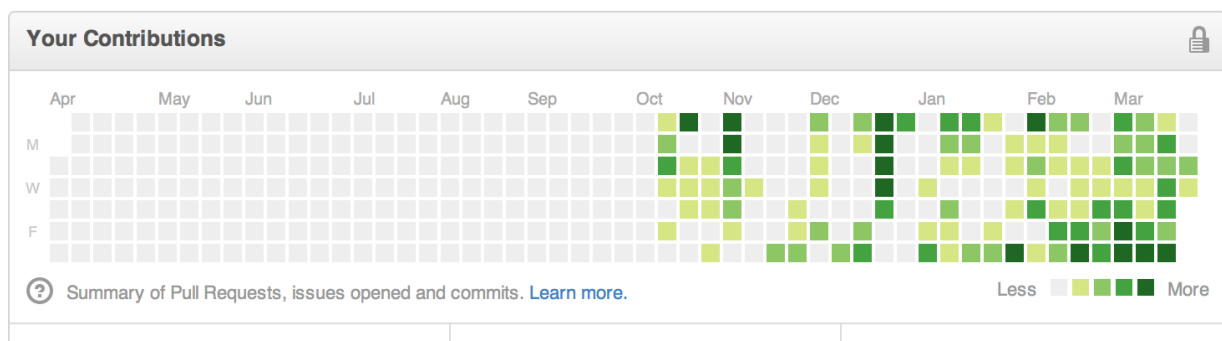 Your Contributions
Apr May Jun Jul Aug Sep Oct Nov Dec Jan Feb Mar
M
W
F
? Summary of Pull Requests, issues opened and commits. Learn more. Less More